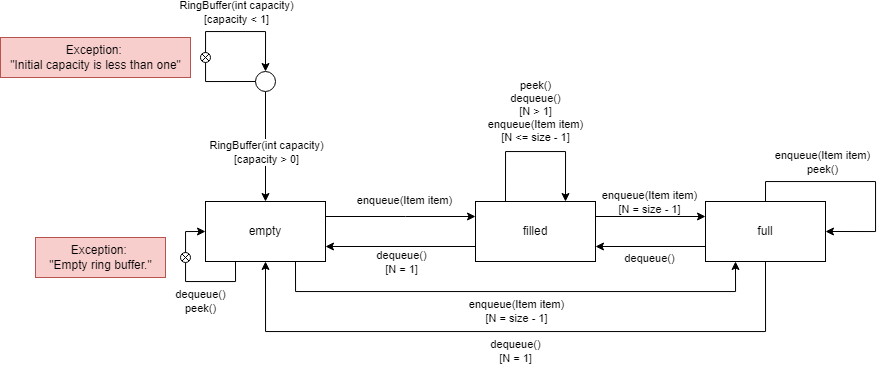 RingBuffer(int capacity)
[capacity < 1]
Exception:
"Initial capacity is less than one"
RingBuffer(int capacity)
[capacity > 0]
peek()
dequeue()
[N > 1]
enqueue(Item item)
[N <= size - 1]
enqueue(Item item)
peek()
empty
enqueue(Item item)
filled
enqueue(Item item)
[N = size - 1]
full
Exception:
"Empty ring buffer."
dequeue()
[N = 1]
dequeue()
dequeue()
peek()
enqueue(Item item)
[N = size - 1]
dequeue()
[N = 1]